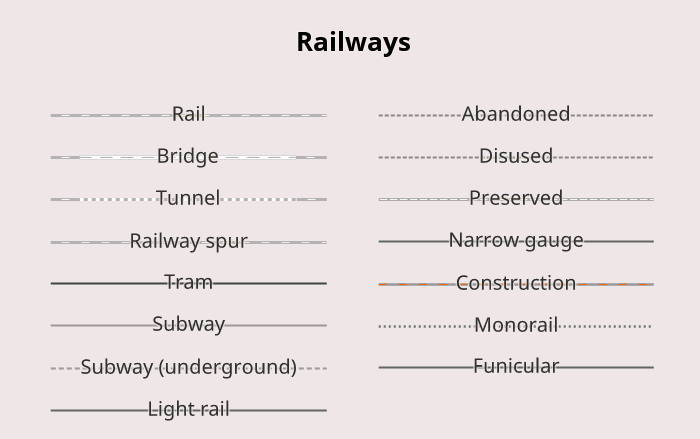 Railways
Rail
Bridge
Tunnel
Railway spur
Tram
Subway
Subway (underground)
Light rail
Abandoned
Disused
Preserved
Narrow gauge
Construction
Monorail
Funicular